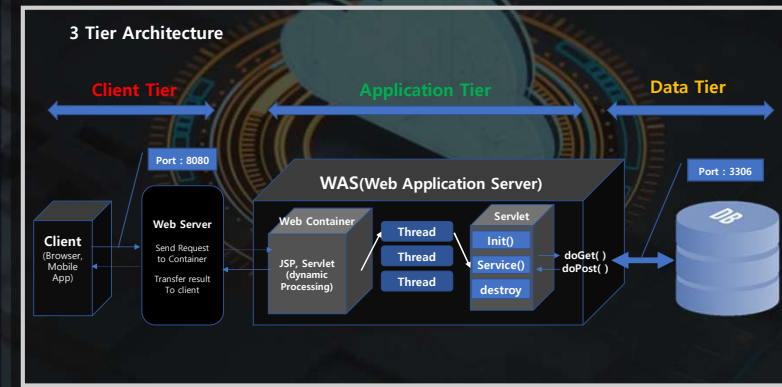 3 Tier Architecture
Client Tier
Application Tier
Data Tier
Port : 8080
Port : 3306
WAS(Web Application Server)
Client
(Browser,
Mobile
App)
Web Server
Send Request
to Container
Transfer result
To client
Web Container
JSP, Servlet
(dynamic
Processing)
Thread
Thread
Thread
Servlet
Init()
Service()
destroy
doGet( )
doPost( )
DB